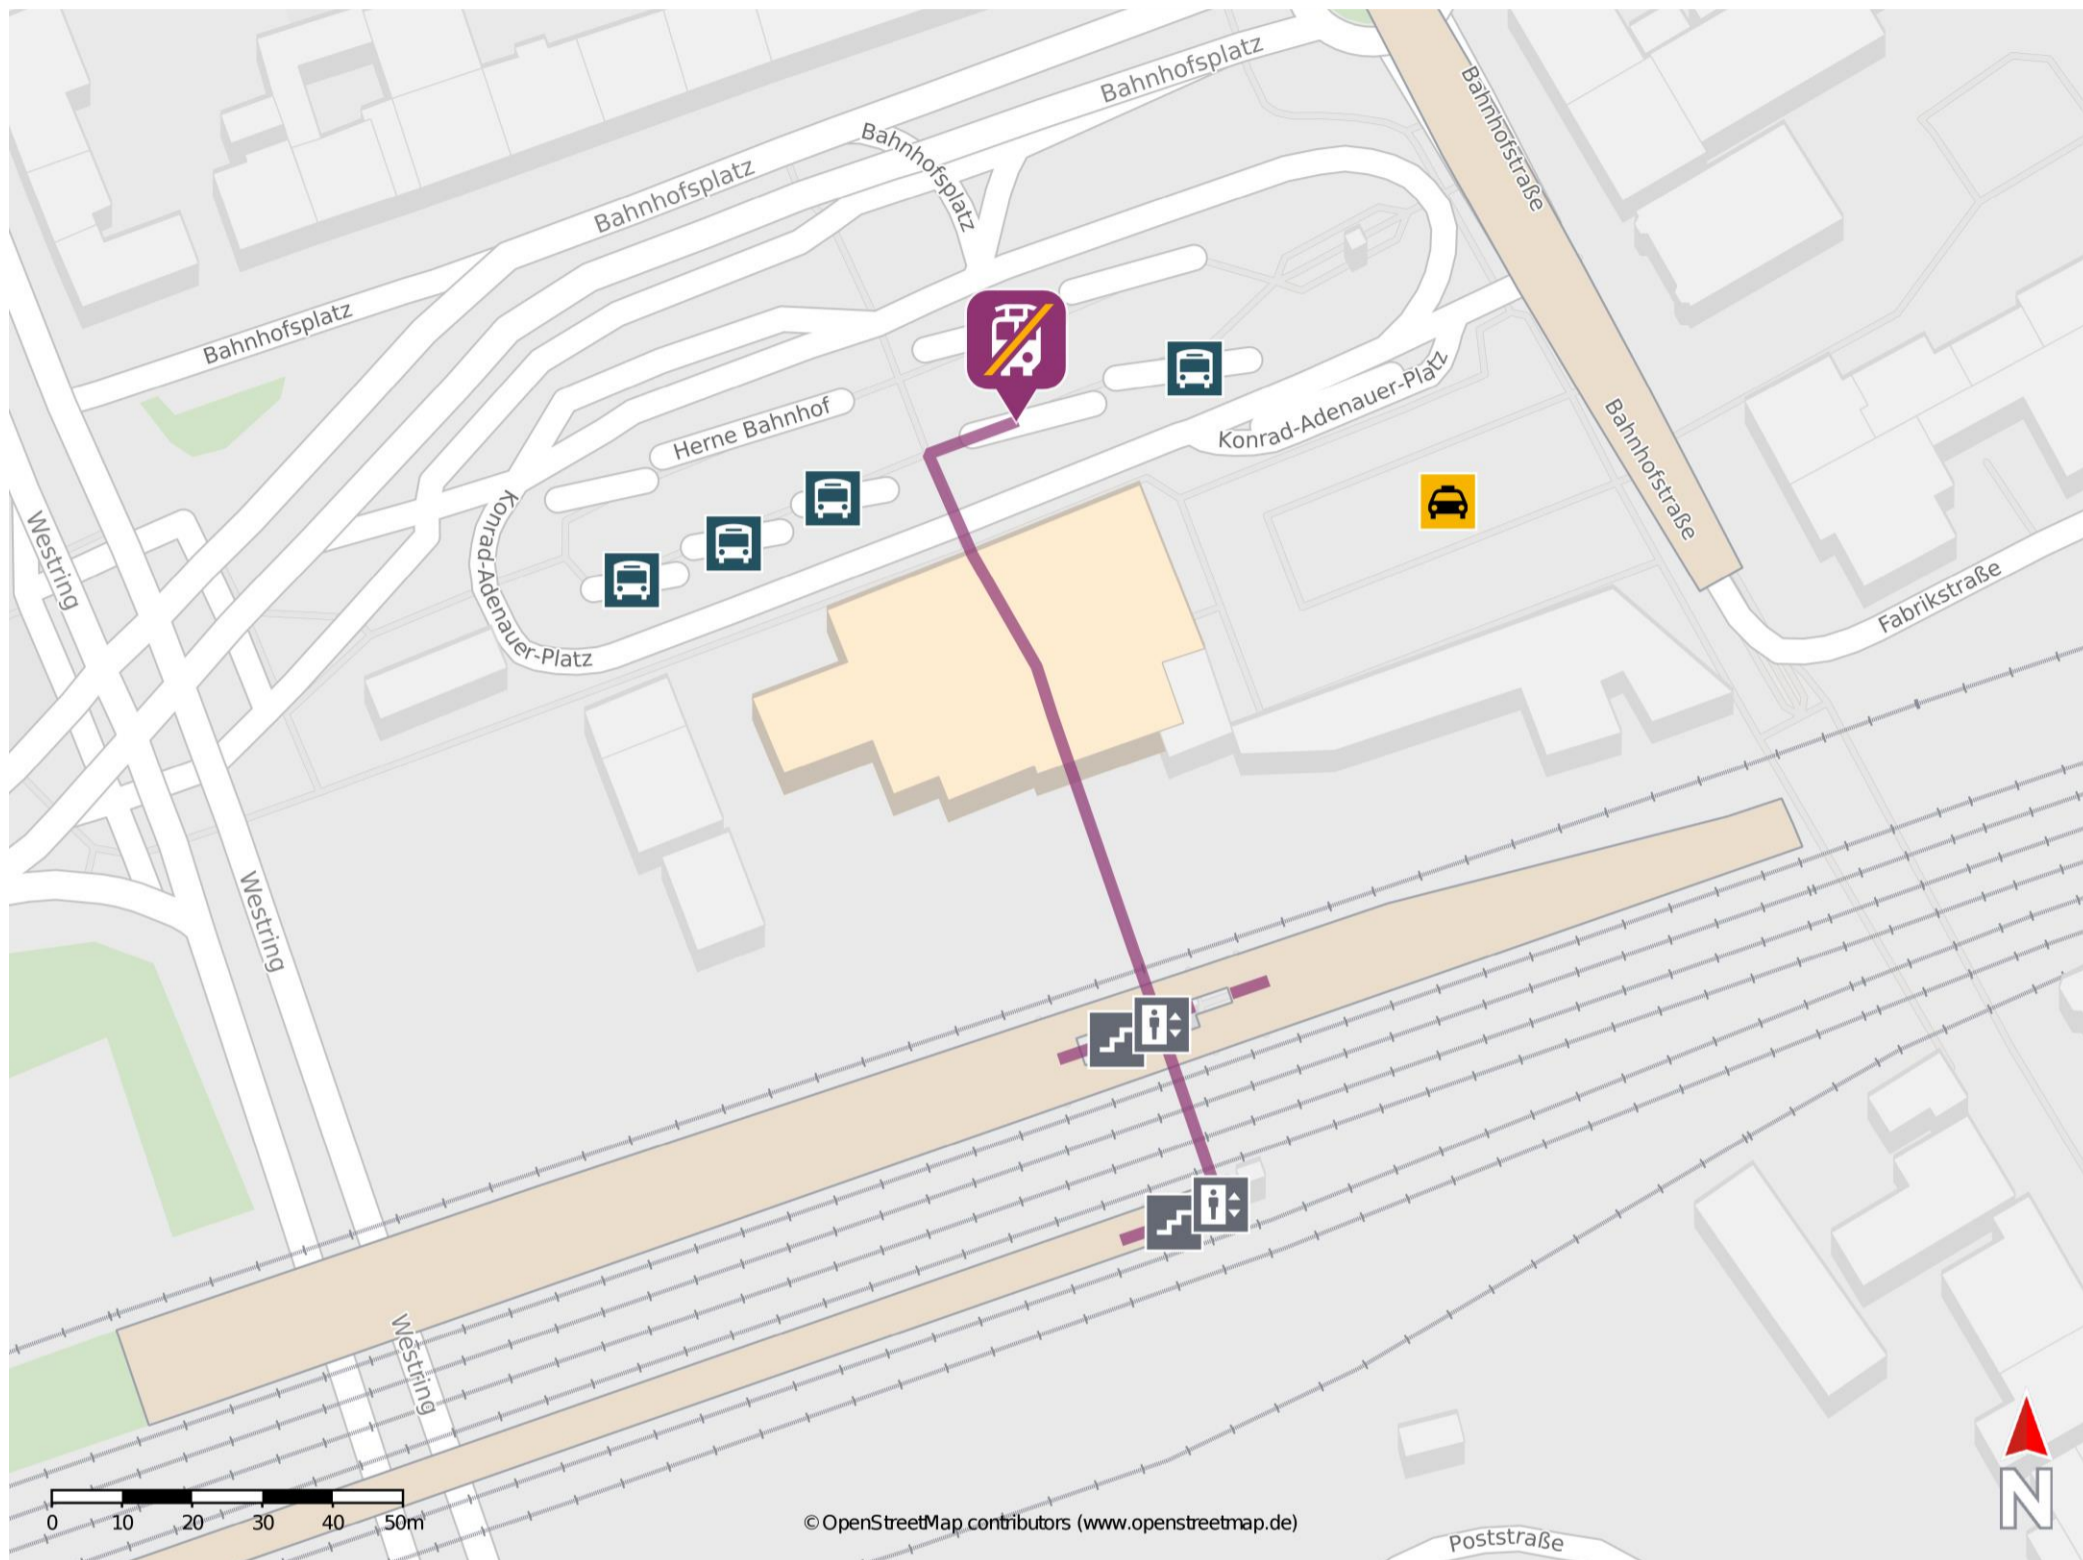 Bahnhofsplatz
Bahnhofstraße
Bahnhofsplatz
Bahnhofsplatz
Bahnhofsplatz
Konrad-Adenauer-Platz
Herne Bahnhof
Bahnhofstraße
Konrad-Adenauer-Platz
Westring
Fabrikstraße
Westring
Westring
0 10 20 30 40 50m
© OpenStreetMap contributors (www.openstreetmap.de)
N
Poststraße